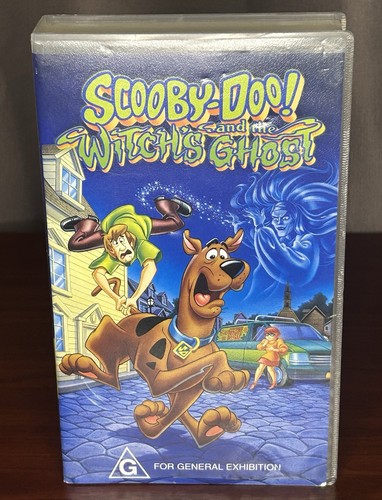 SCOOBY-DOO!
and the
WITCH'S GHOST
G FOR GENERAL EXHIBITION